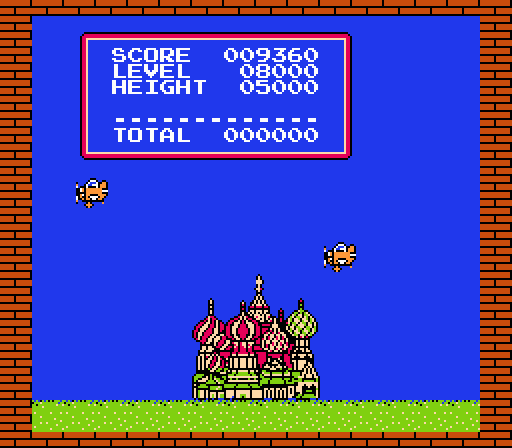 SCORE 009360
LEVEL 08000
HEIGHT 05000
-------------
TOTAL 000000